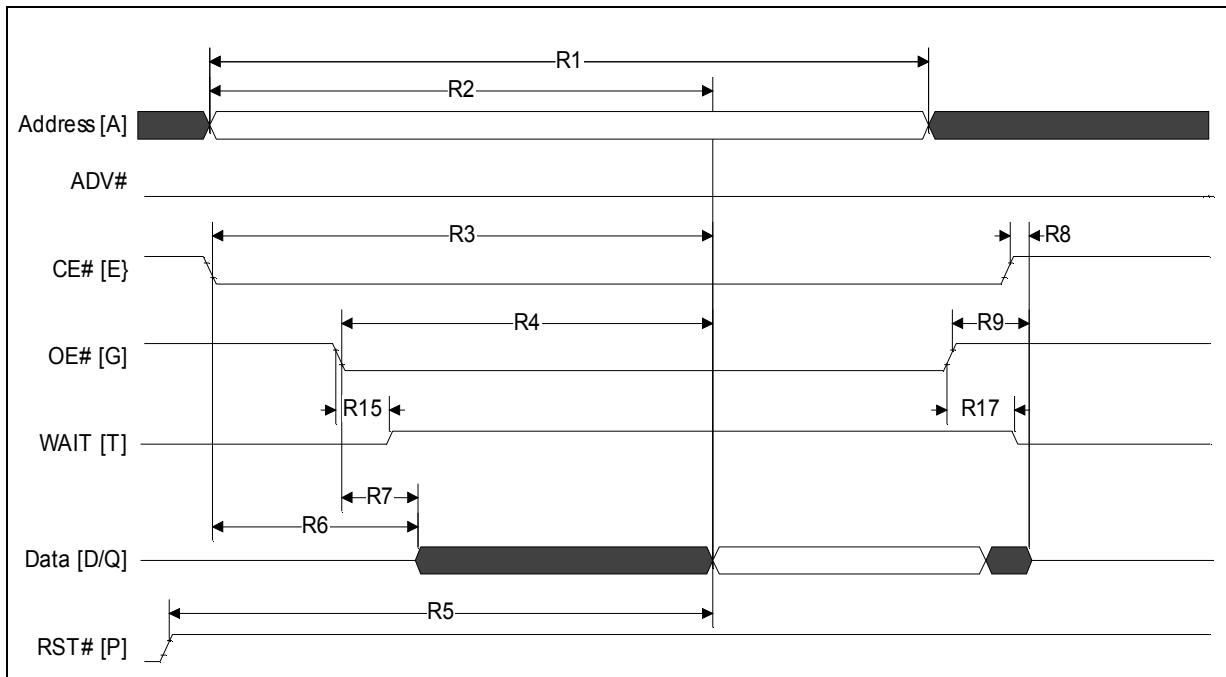 R1
R2
Address [A]
ADV#
R3
R8
CE# [E}
R4
R9
OE# [G]
R15
R17
WAIT [T]
R7
R6
Data [D/Q]
R5
RST# [P]